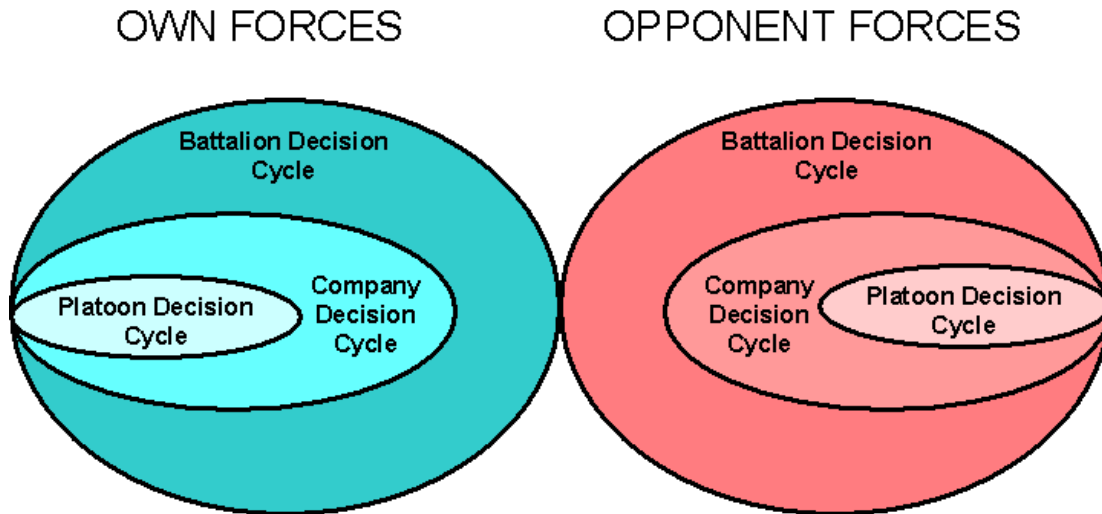 OWN FORCES
OPPONENT FORCES
Battalion Decision
Cycle
Company
Decision
Cycle
Platoon Decision
Cycle
Battalion Decision
Cycle
Company
Decision
Cycle
Platoon Decision
Cycle